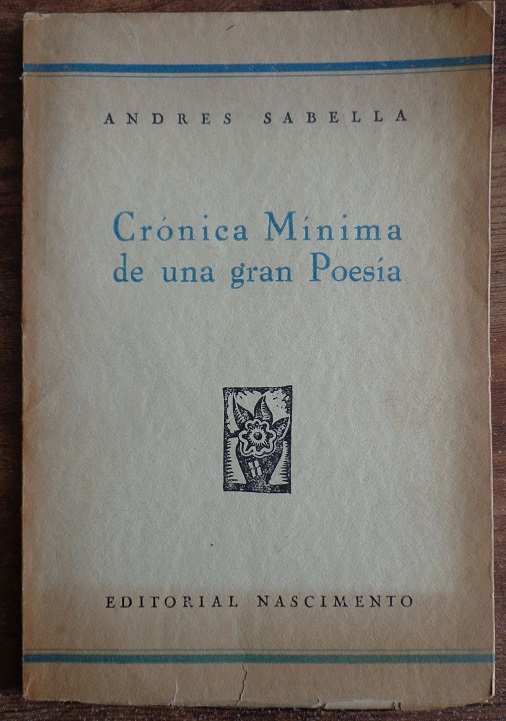 ANDRES SABELLA
Crónica Mínima
de una gran Poesía
EDITORIAL NASCIMENTO